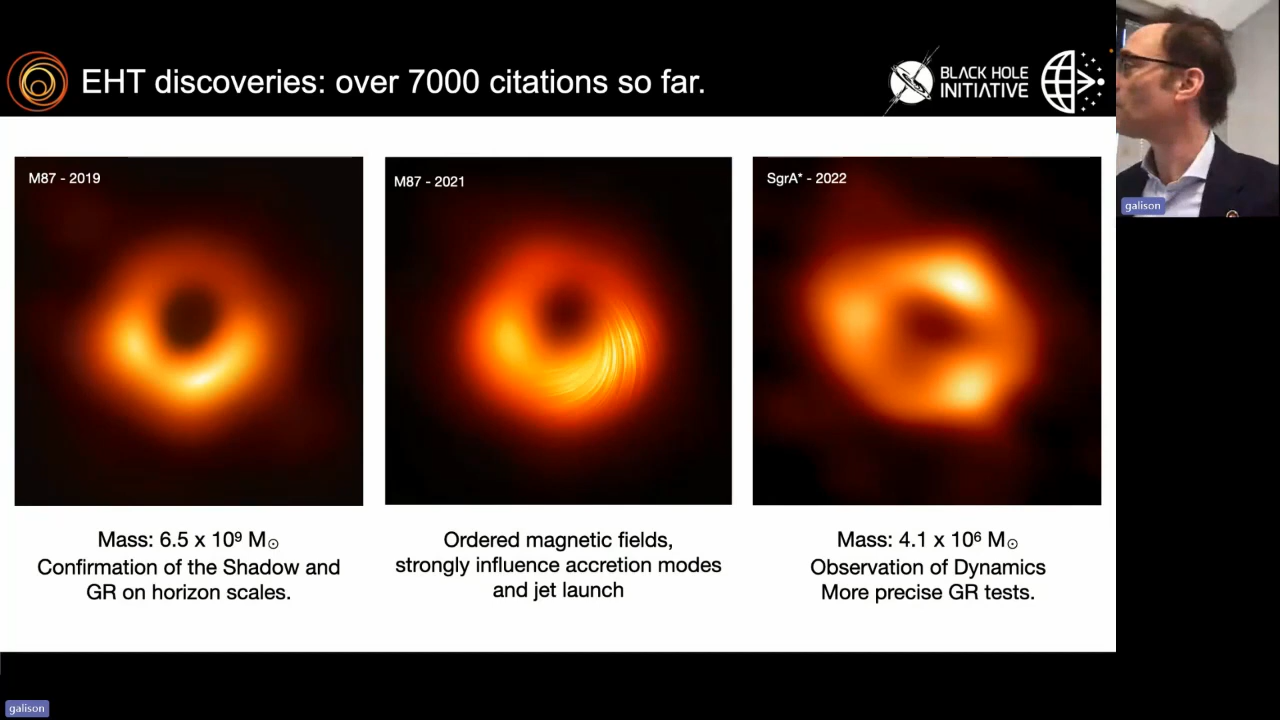 EHT discoveries: over 7000 citations so far.
BLACK HOLE
INITIATIVE
galison
M87 - 2019
M87 - 2021
SgrA* - 2022
Mass: 6.5 x 10⁹ M☉
Confirmation of the Shadow and
GR on horizon scales.
Ordered magnetic fields,
strongly influence accretion modes
and jet launch
Mass: 4.1 x 10⁶ M☉
Observation of Dynamics
More precise GR tests.
galison